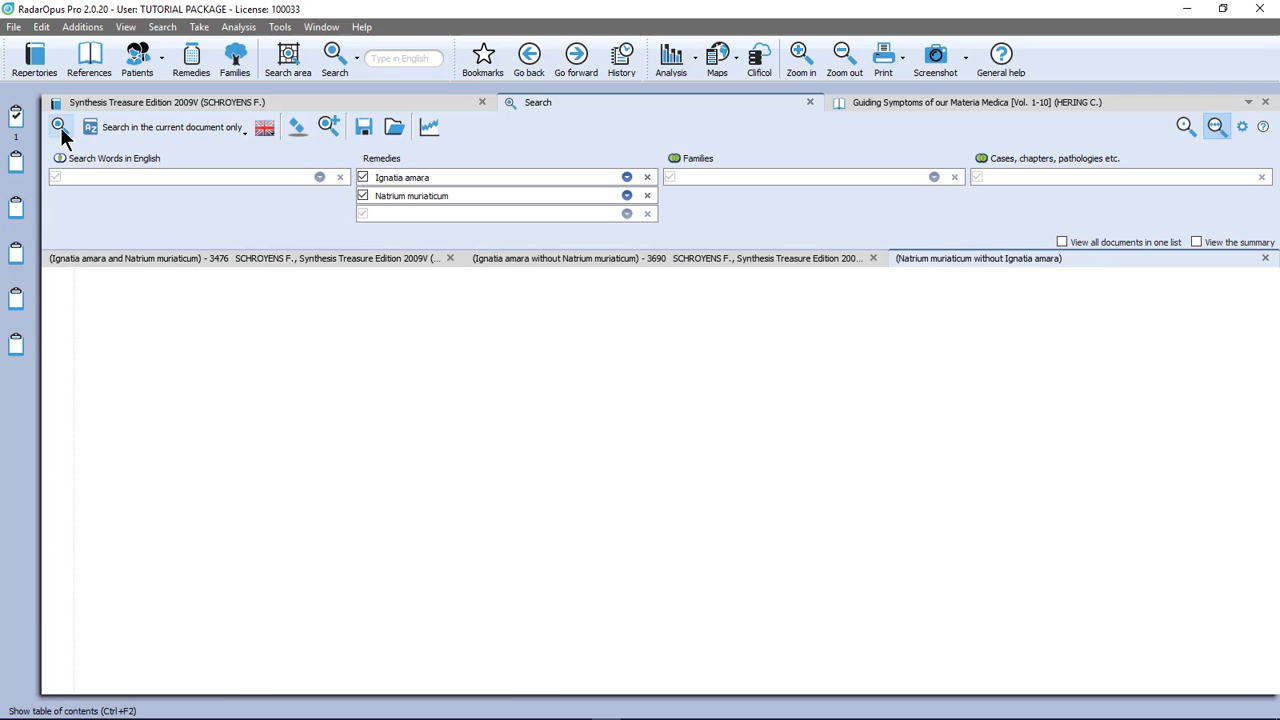 RadarOpus Pro 2.0.20 - User: TUTORIAL PACKAGE - License: 100033
File Edit Additions View Search Take Analysis Tools Window Help
Type in English
Repertories References Patients Remedies Families Search area Search Bookmarks Go back Go forward History Analysis Maps Clificol Zoom in Zoom out Print Screenshot General help
Synthesis Treasure Edition 2009V (SCHROYENS F.) Search Guiding Symptoms of our Materia Medica [Vol. 1-10] (HERING C.)
Search in the current document only
1
Search Words in English Remedies Families Cases, chapters, pathologies etc.
Ignatia amara
Natrium muriaticum
View all documents in one list View the summary
(Ignatia amara and Natrium muriaticum) - 3476 SCHROYENS F., Synthesis Treasure Edition 2009V (... (Ignatia amara without Natrium muriaticum) - 3690 SCHROYENS F., Synthesis Treasure Edition 200... (Natrium muriaticum without Ignatia amara)
Show table of contents (Ctrl+F2)